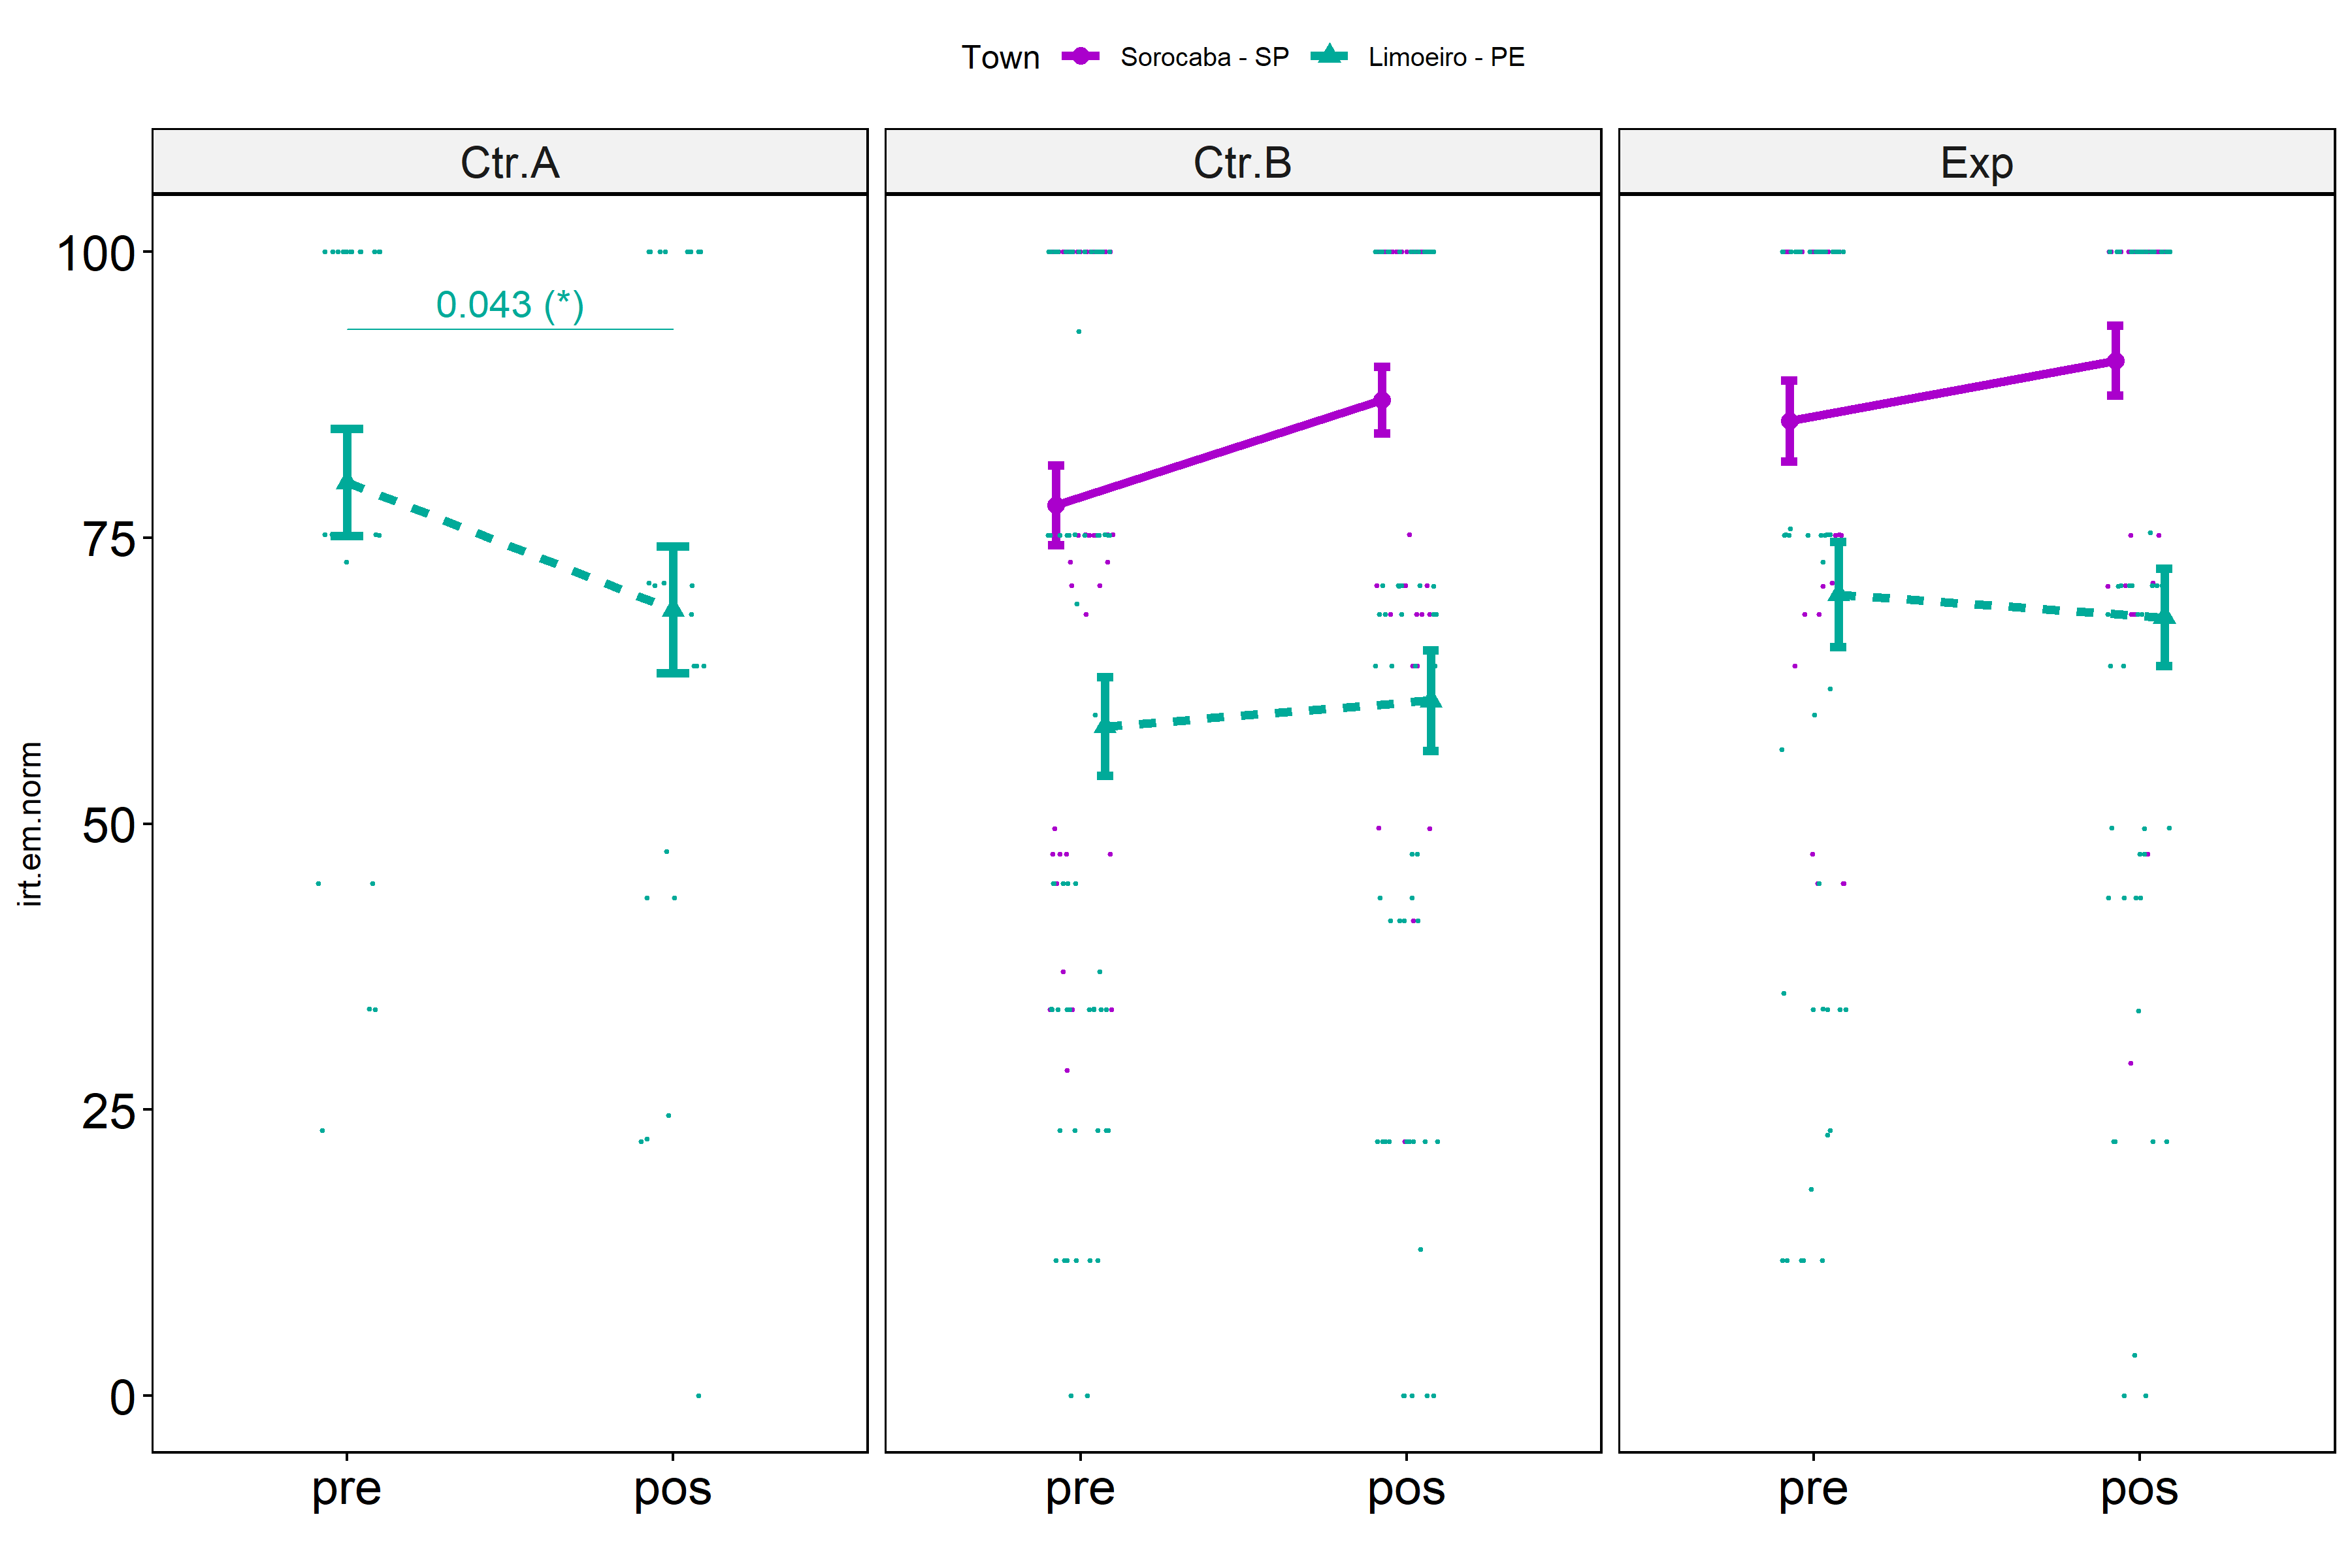 Town Sorocaba - SP Limoeiro - PE
Ctr.A Ctr.B Exp
100
0.043 (*)
75
50
25
0
irt.em.norm
pre pos pre pos pre pos